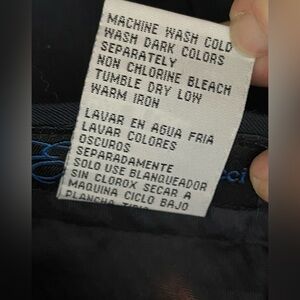 MACHINE WASH COLD
WASH DARK COLORS
SEPARATELY
NON CHLORINE BLEACH
TUMBLE DRY LOW
WARM IRON
LAVAR EN AGUA FRIA
LAVAR COLORES
OSCUROS
SEPARADAMENTE
SOLO USE BLANQUEADOR
SIN CLOROX SECAR A
MAQUINA CICLO BAJO
PLANCHA